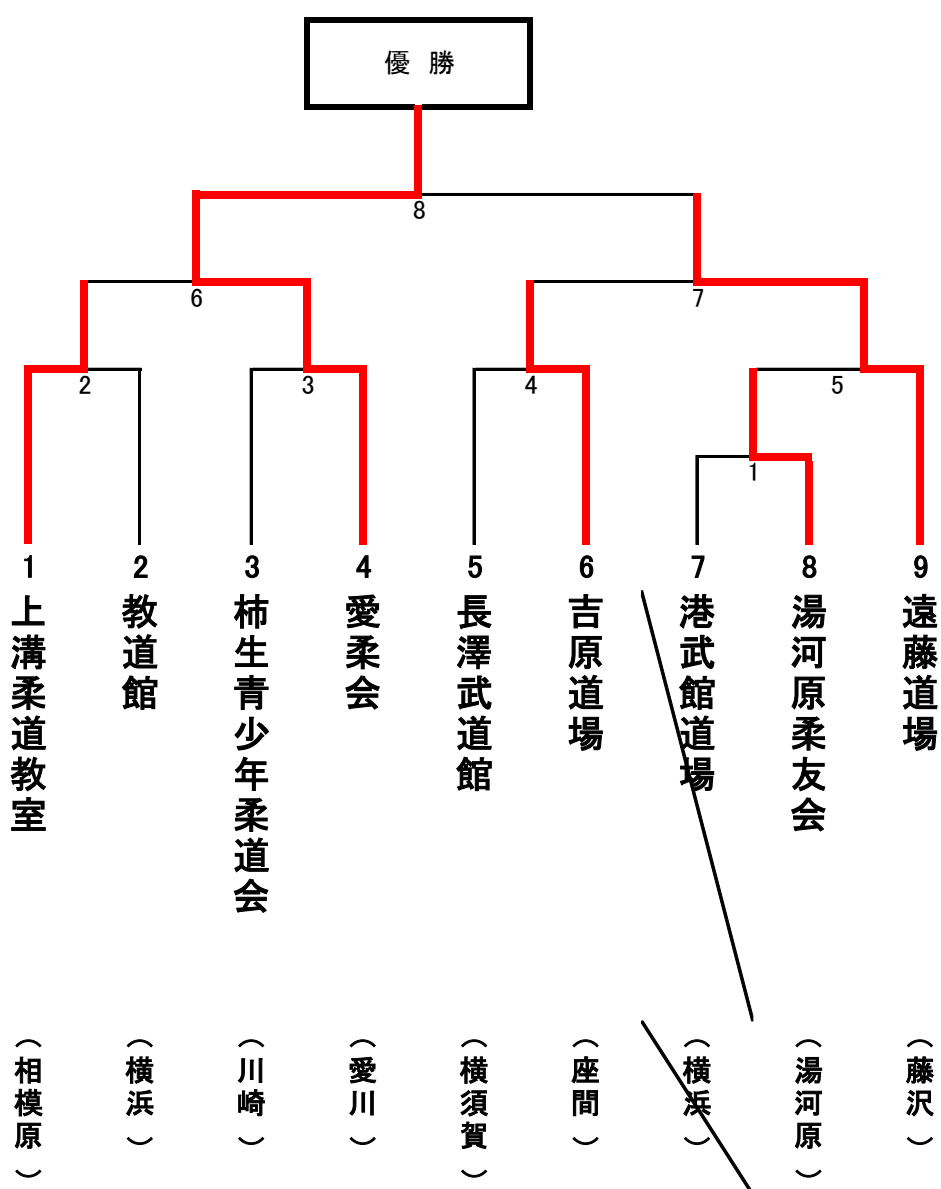 優 勝
8
6
7
2
3
4
5
1
1
2
3
4
5
6
7
8
9
上溝柔道教室
教道館
柿生青少年柔道会
愛柔会
長澤武道館
吉原道場
港武館道場
湯河原柔友会
遠藤道場
（相模原）
（横浜）
（川崎）
（愛川）
（横須賀）
（座間）
（横浜）
（湯河原）
（藤沢）